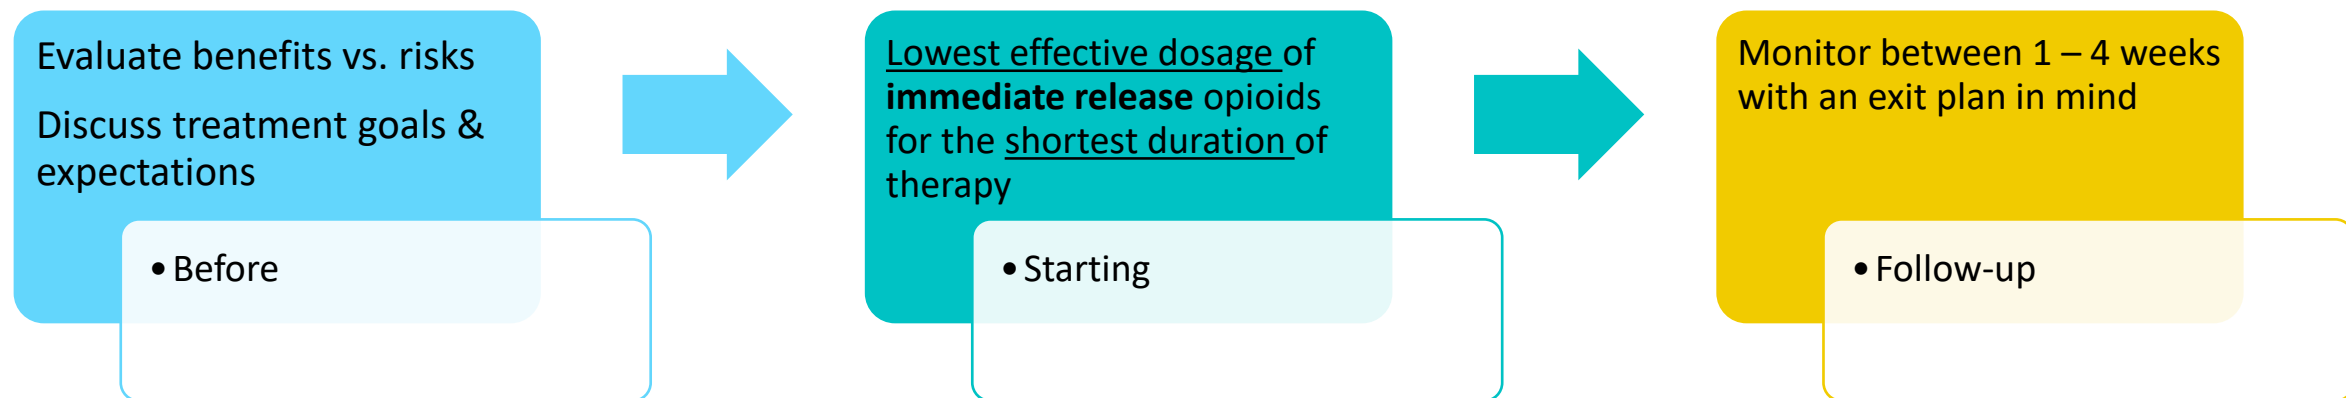 Evaluate benefits vs. risks
Discuss treatment goals &
expectations
• Before
Lowest effective dosage of
immediate release opioids
for the shortest duration of
therapy
• Starting
Monitor between 1 – 4 weeks
with an exit plan in mind
• Follow-up